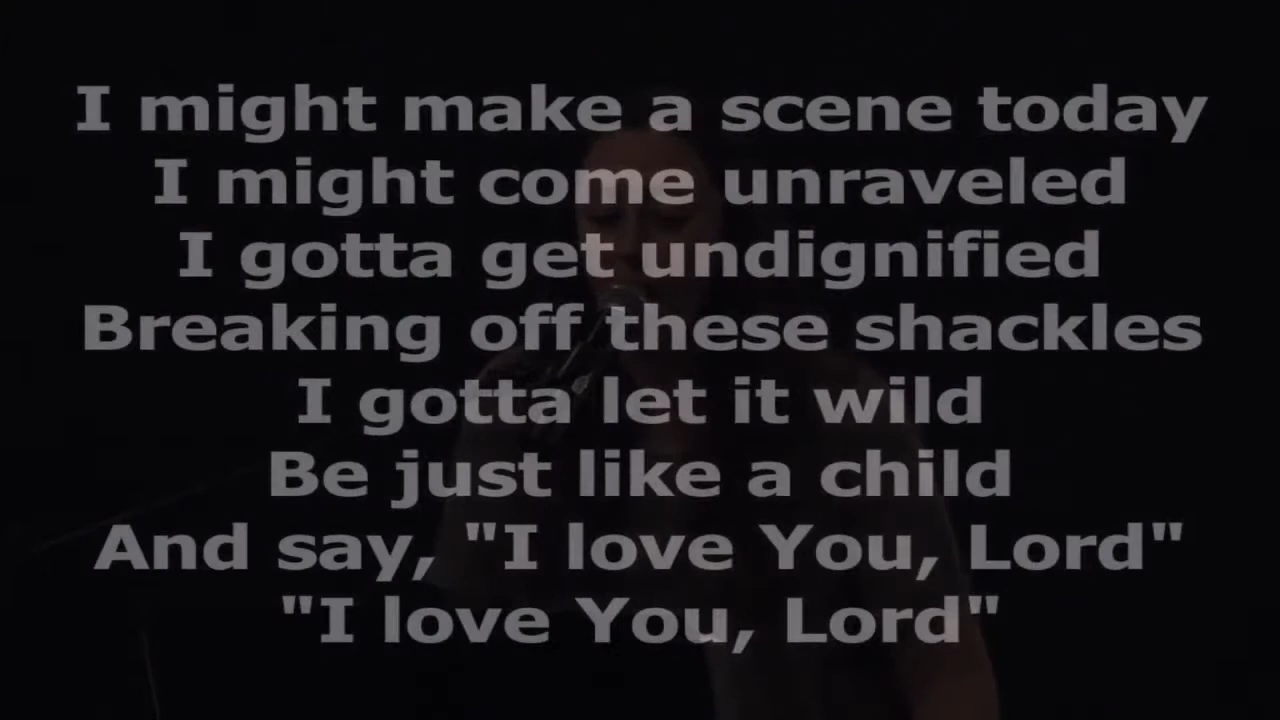 I might make a scene today
I might come unraveled
I gotta get undignified
Breaking off these shackles
I gotta let it wild
Be just like a child
And say, "I love You, Lord"
"I love You, Lord"